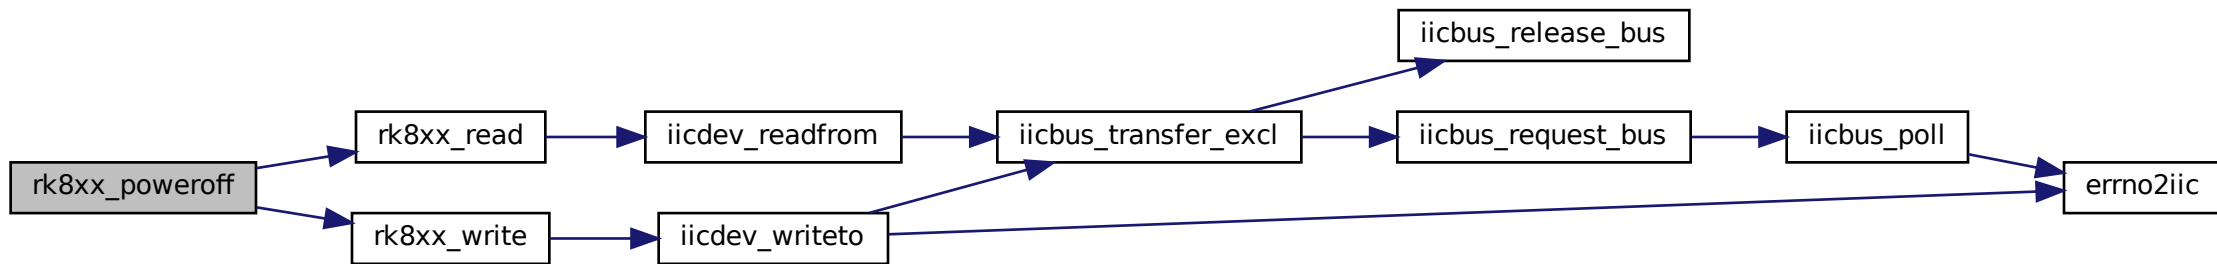 iicbus_release_bus
rk8xx_read
iicdev_readfrom
iicbus_transfer_excl
iicbus_request_bus
iicbus_poll
rk8xx_poweroff
errno2iic
rk8xx_write
iicdev_writeto